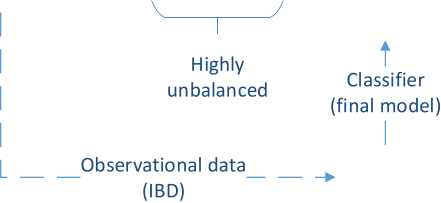 Highly
unbalanced
Classifier
(final model)
Observational data
(IBD)